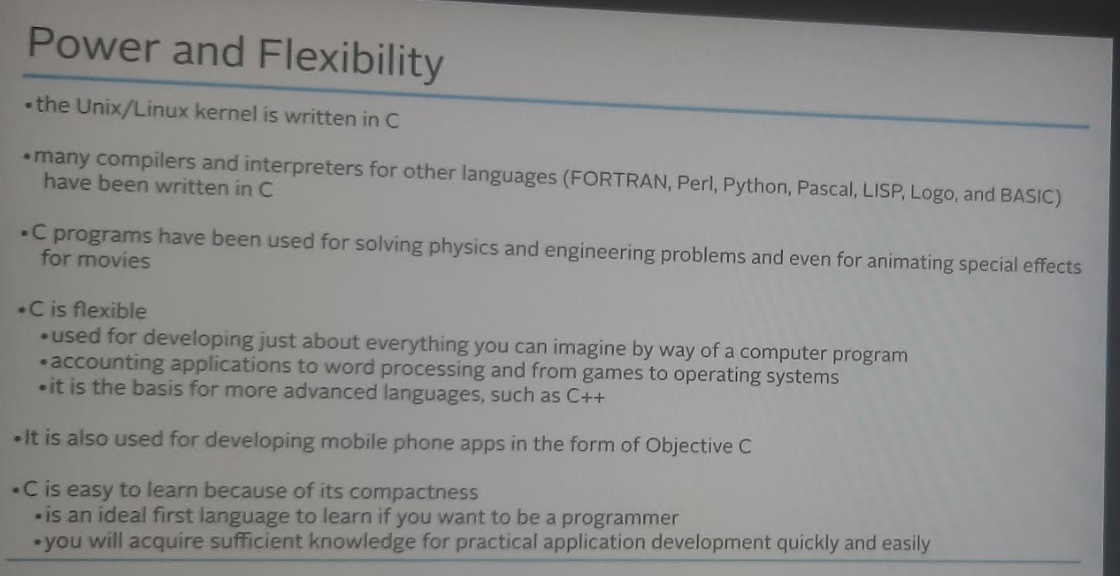 Power and Flexibility
•the Unix/Linux kernel is written in C
•many compilers and interpreters for other languages (FORTRAN, Perl, Python, Pascal, LISP, Logo, and BASIC)
have been written in C
•C programs have been used for solving physics and engineering problems and even for animating special effects
for movies
•C is flexible
•used for developing just about everything you can imagine by way of a computer program
•accounting applications to word processing and from games to operating systems
•it is the basis for more advanced languages, such as C++
•It is also used for developing mobile phone apps in the form of Objective C
•C is easy to learn because of its compactness
•is an ideal first language to learn if you want to be a programmer
•you will acquire sufficient knowledge for practical application development quickly and easily